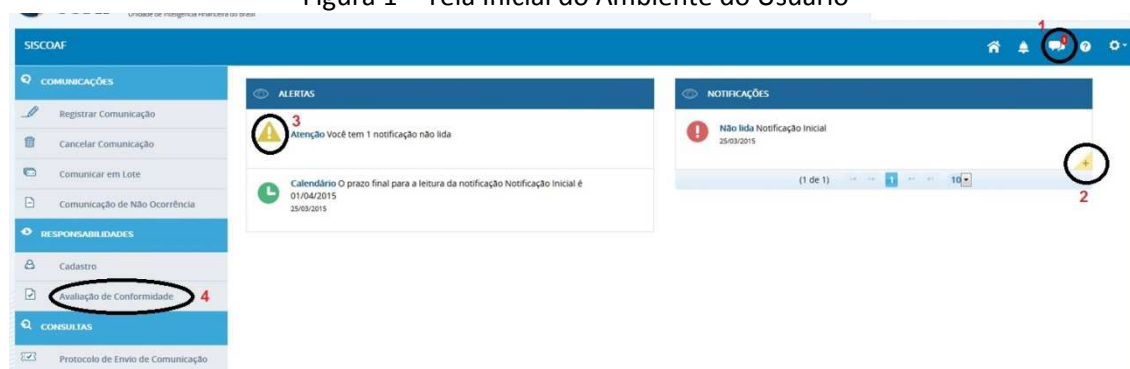 Figura 1 – Tela Inicial do Ambiente do Usuário
Unidade de Inteligência Financeira do Brasil
1
SISCOAF
COMUNICAÇÕES
Registrar Comunicação
Cancelar Comunicação
Comunicar em Lote
Comunicação de Não Ocorrência
RESPONSABILIDADES
Cadastro
Avaliação de Conformidade 4
CONSULTAS
Protocolo de Envio de Comunicação
ALERTAS
3
Atenção Você tem 1 notificação não lida
Calendário O prazo final para a leitura da notificação Notificação Inicial é
01/04/2015
25/03/2015
NOTIFICAÇÕES
Não lida Notificação Inicial
25/03/2015
+
(1 de 1) 1 10
2